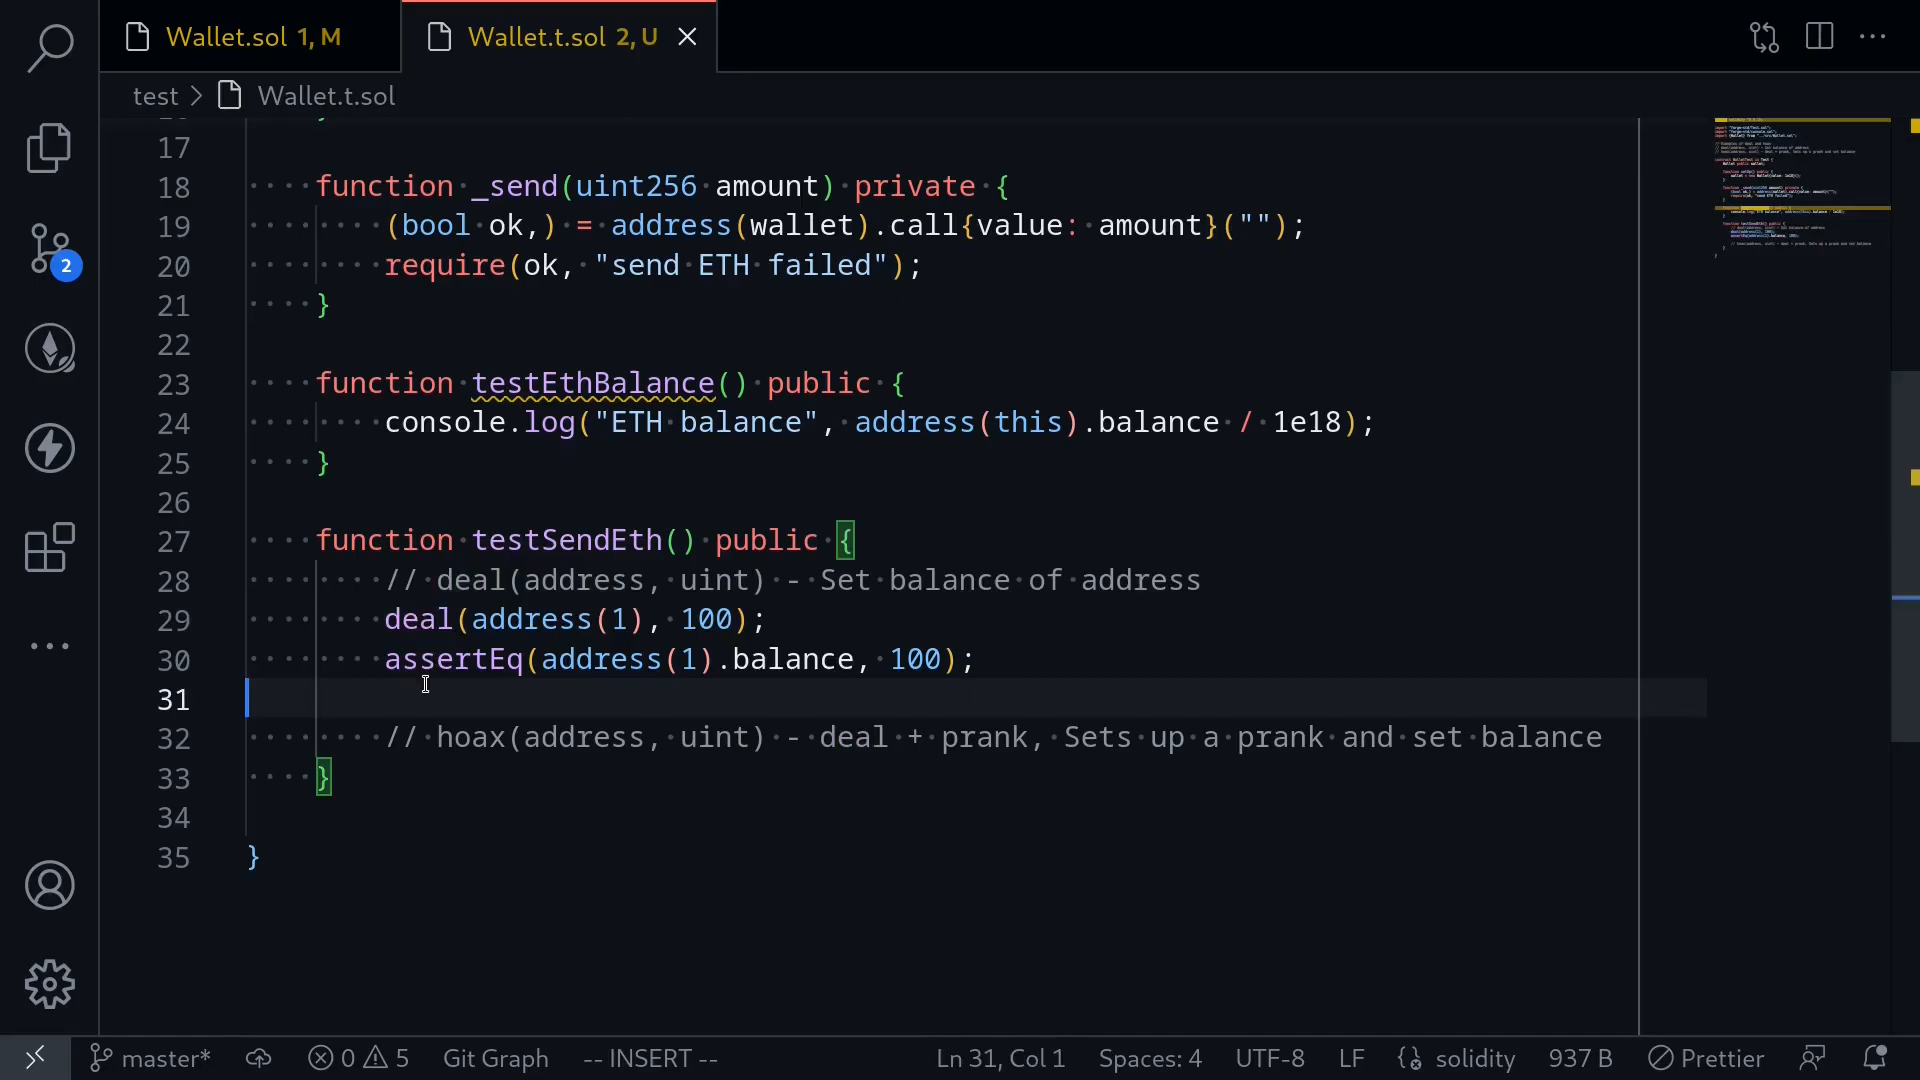 Wallet.sol 1, M
Wallet.t.sol 2, U
test > Wallet.t.sol
17
18 function _send(uint256 amount) private {
19 (bool ok,) = address(wallet).call{value: amount}("");
20 require(ok, "send ETH failed");
21 }
22
23 function testEthBalance() public {
24 console.log("ETH balance", address(this).balance / 1e18);
25 }
26
27 function testSendEth() public {
28 // deal(address, uint) - Set balance of address
29 deal(address(1), 100);
30 assertEq(address(1).balance, 100);
31
32 // hoax(address, uint) - deal + prank, Sets up a prank and set balance
33 }
34
35 }
2
master* 0 5 Git Graph -- INSERT -- Ln 31, Col 1 Spaces: 4 UTF-8 LF solidity 937 B Prettier